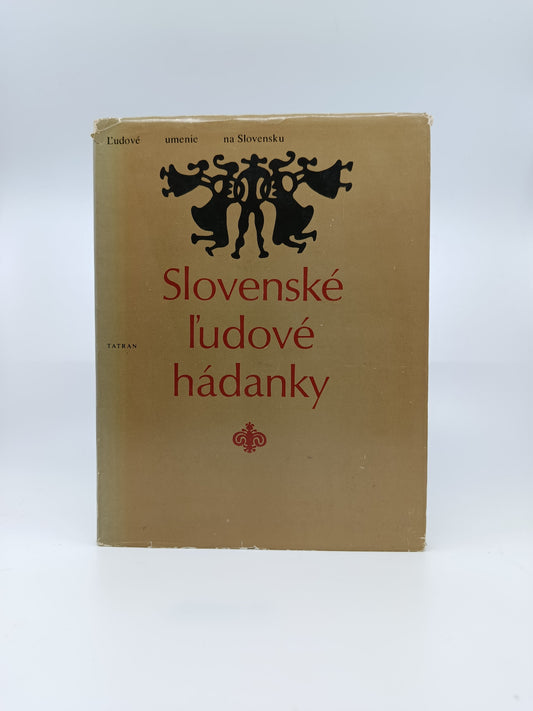 Ľudové umenie na Slovensku
Slovenské
ľudové
TATRAN
hádanky